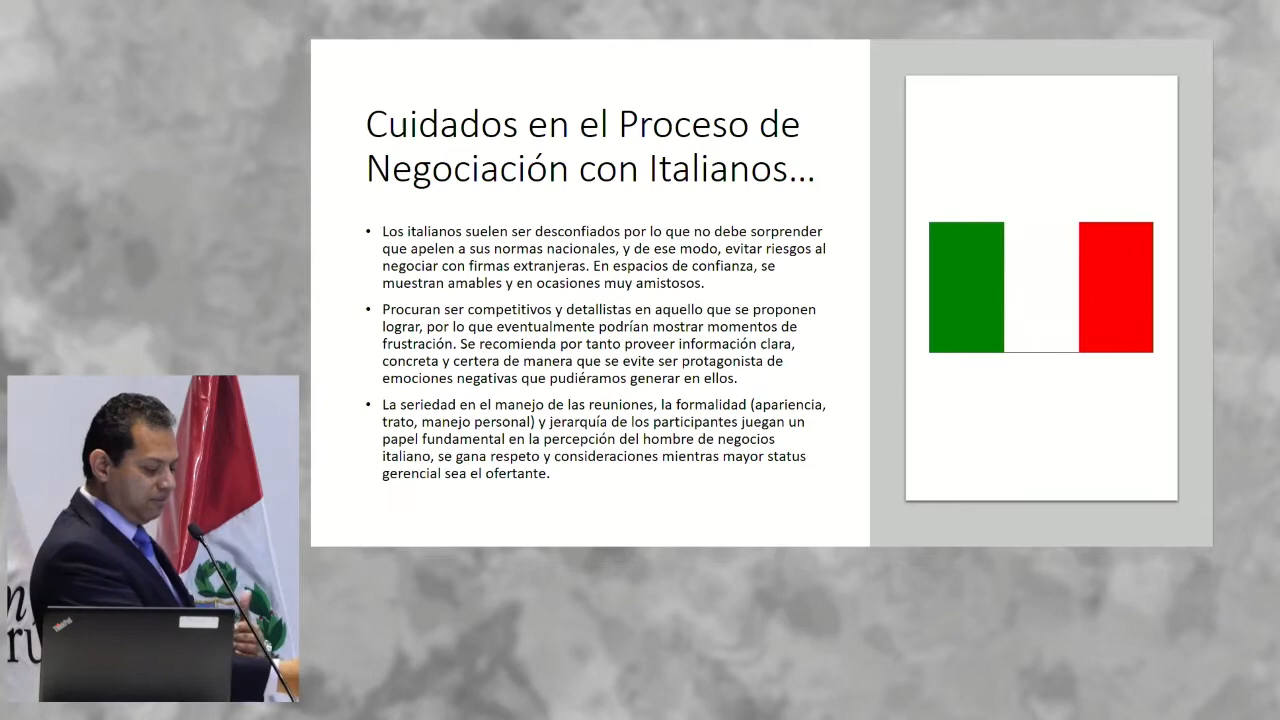 Cuidados en el Proceso de
Negociación con Italianos...
• Los italianos suelen ser desconfiados por lo que no debe sorprender
que apelen a sus normas nacionales, y de ese modo, evitar riesgos al
negociar con firmas extranjeras. En espacios de confianza, se
muestran amables y en ocasiones muy amistosos.
• Procuran ser competitivos y detallistas en aquello que se proponen
lograr, por lo que eventualmente podrían mostrar momentos de
frustración. Se recomienda por tanto proveer información clara,
concreta y certera de manera que se evite ser protagonista de
emociones negativas que pudiéramos generar en ellos.
• La seriedad en el manejo de las reuniones, la formalidad (apariencia,
trato, manejo personal) y jerarquía de los participantes juegan un
papel fundamental en la percepción del hombre de negocios
italiano, se gana respeto y consideraciones mientras mayor status
gerencial sea el ofertante.